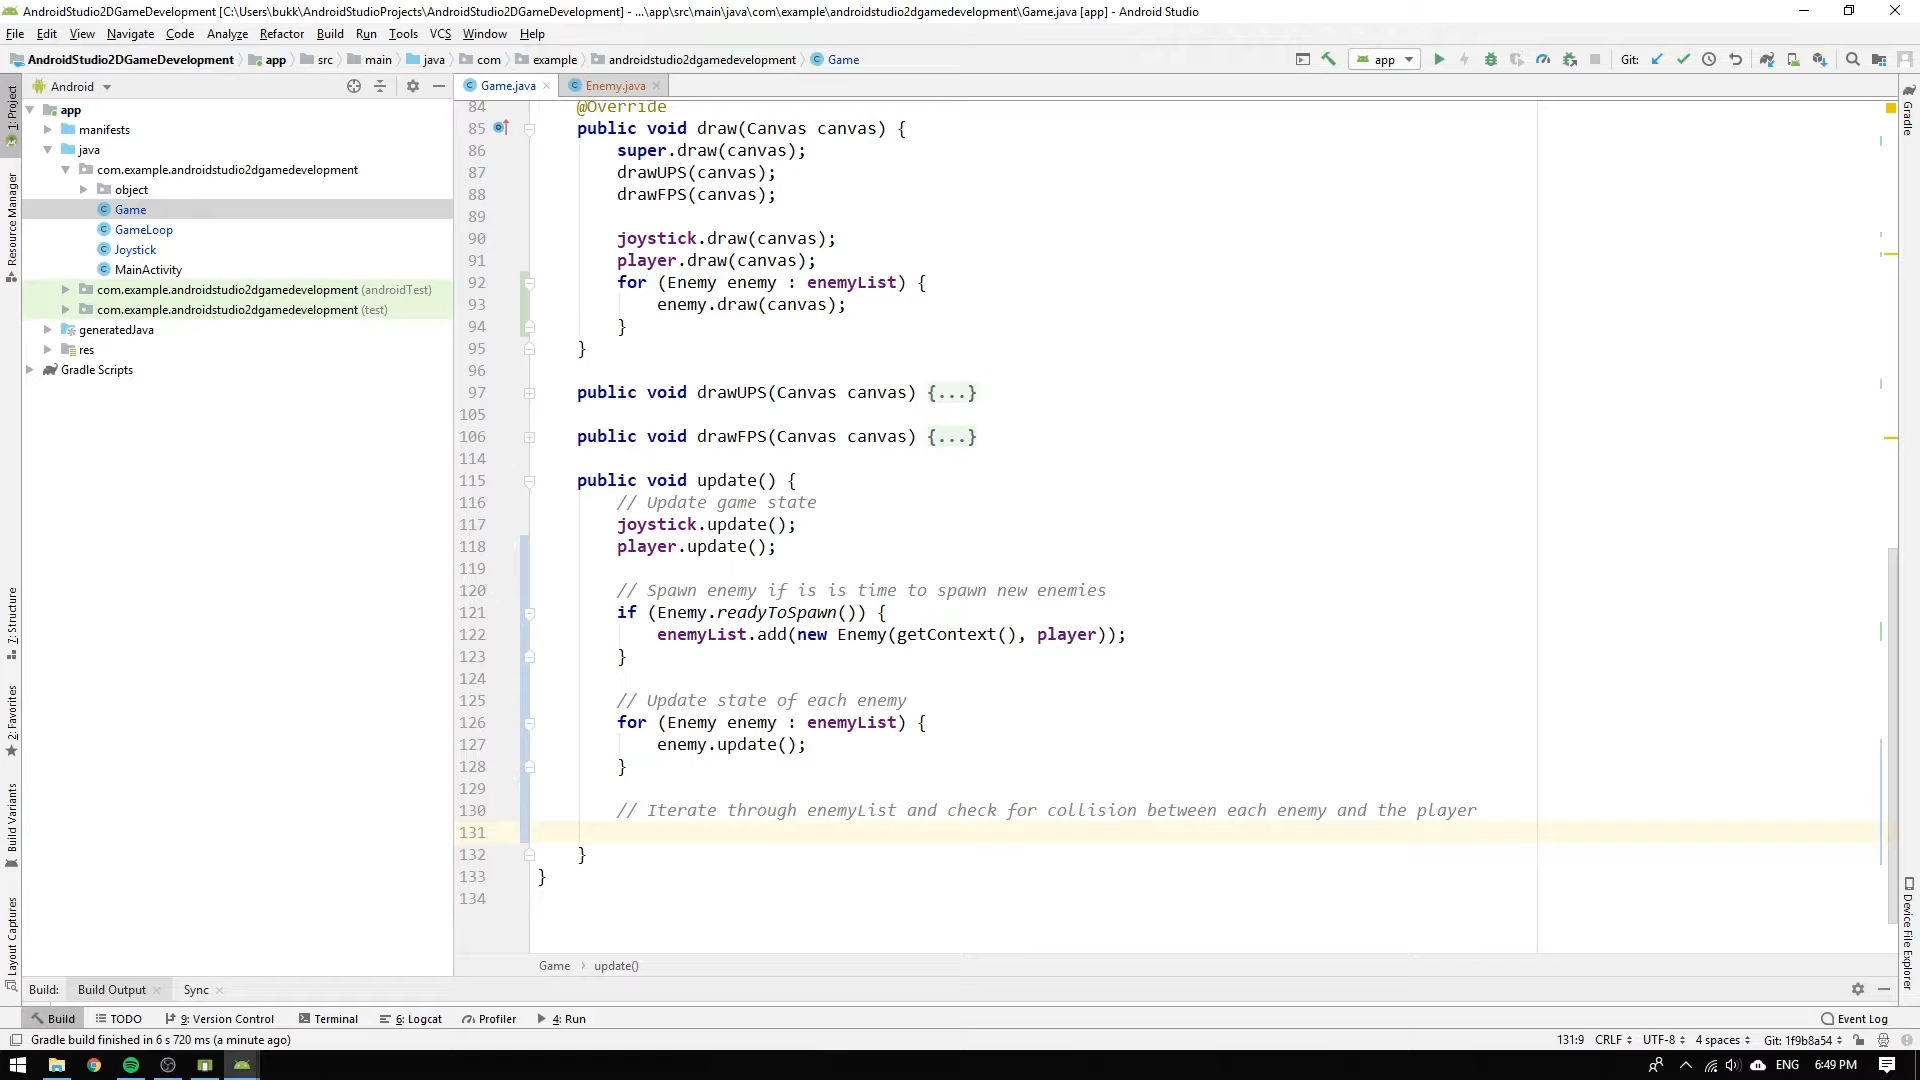 AndroidStudio2DGameDevelopment [C:\Users\bukk\AndroidStudioProjects\AndroidStudio2DGameDevelopment] - ...\app\src\main\java\com\example\androidstudio2dgamedevelopment\Game.java [app] - Android Studio
File Edit View Navigate Code Analyze Refactor Build Run Tools VCS Window Help
AndroidStudio2DGameDevelopment app src main java com example androidstudio2dgamedevelopment Game app Git:
Android
Game.java
Enemy.java
1: Project
Resource Manager
7: Structure
2: Favorites
Build Variants
Layout Captures
Gradle
Device File Explorer
app
manifests
java
com.example.androidstudio2dgamedevelopment
object
Game
GameLoop
Joystick
MainActivity
com.example.androidstudio2dgamedevelopment (androidTest)
com.example.androidstudio2dgamedevelopment (test)
generatedJava
res
Gradle Scripts
84 @Override
85 public void draw(Canvas canvas) {
86 super.draw(canvas);
87 drawUPS(canvas);
88 drawFPS(canvas);
89
90 joystick.draw(canvas);
91 player.draw(canvas);
92 for (Enemy enemy : enemyList) {
93 enemy.draw(canvas);
94 }
95 }
96
97 public void drawUPS(Canvas canvas) {...}
105
106 public void drawFPS(Canvas canvas) {...}
114
115 public void update() {
116 // Update game state
117 joystick.update();
118 player.update();
119
120 // Spawn enemy if is is time to spawn new enemies
121 if (Enemy.readyToSpawn()) {
122 enemyList.add(new Enemy(getContext(), player));
123 }
124
125 // Update state of each enemy
126 for (Enemy enemy : enemyList) {
127 enemy.update();
128 }
129
130 // Iterate through enemyList and check for collision between each enemy and the player
131
132 }
133 }
134
Game › update()
Build: Build Output Sync
Build TODO 9: Version Control Terminal 6: Logcat Profiler 4: Run Event Log
Gradle build finished in 6 s 720 ms (a minute ago) 131:9 CRLF UTF-8 4 spaces Git: 1f9b8a54
ENG 6:49 PM